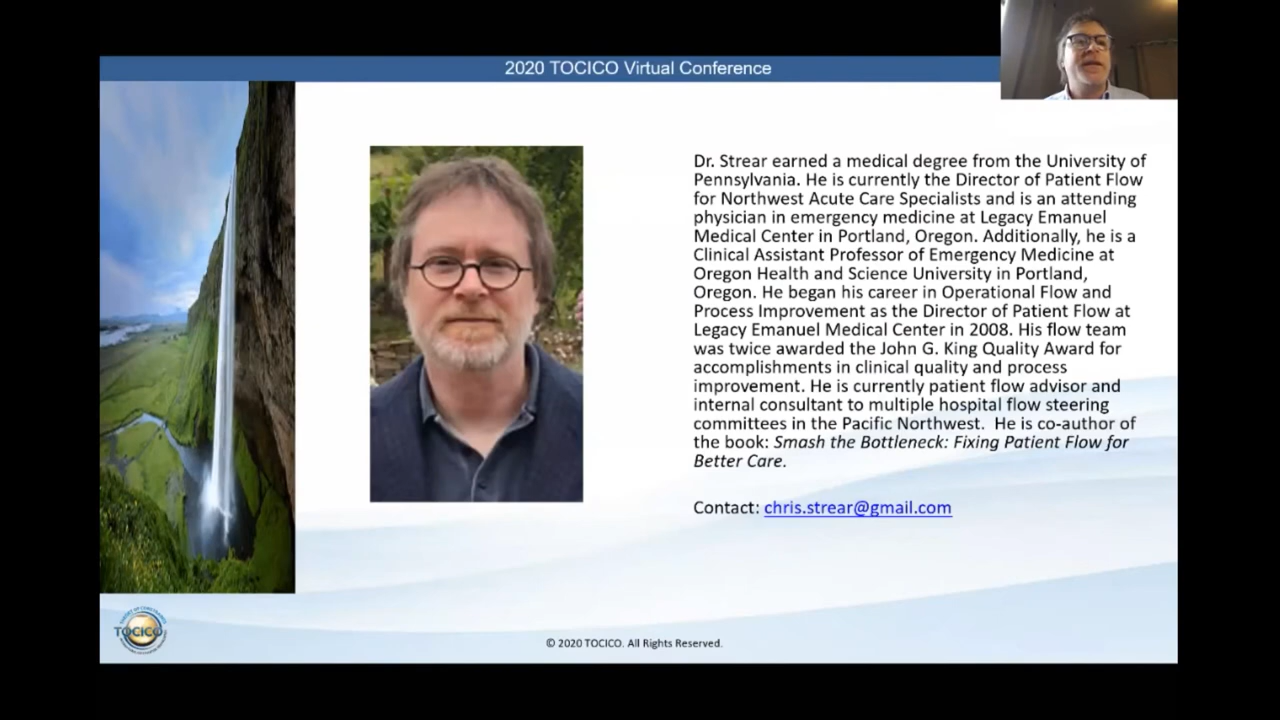 2020 TOCICO Virtual Conference
Dr. Strear earned a medical degree from the University of
Pennsylvania. He is currently the Director of Patient Flow
for Northwest Acute Care Specialists and is an attending
physician in emergency medicine at Legacy Emanuel
Medical Center in Portland, Oregon. Additionally, he is a
Clinical Assistant Professor of Emergency Medicine at
Oregon Health and Science University in Portland,
Oregon. He began his career in Operational Flow and
Process Improvement as the Director of Patient Flow at
Legacy Emanuel Medical Center in 2008. His flow team
was twice awarded the John G. King Quality Award for
accomplishments in clinical quality and process
improvement. He is currently patient flow advisor and
internal consultant to multiple hospital flow steering
committees in the Pacific Northwest. He is co-author of
the book: Smash the Bottleneck: Fixing Patient Flow for
Better Care.
Contact: chris.strear@gmail.com
TOCICO
© 2020 TOCICO. All Rights Reserved.